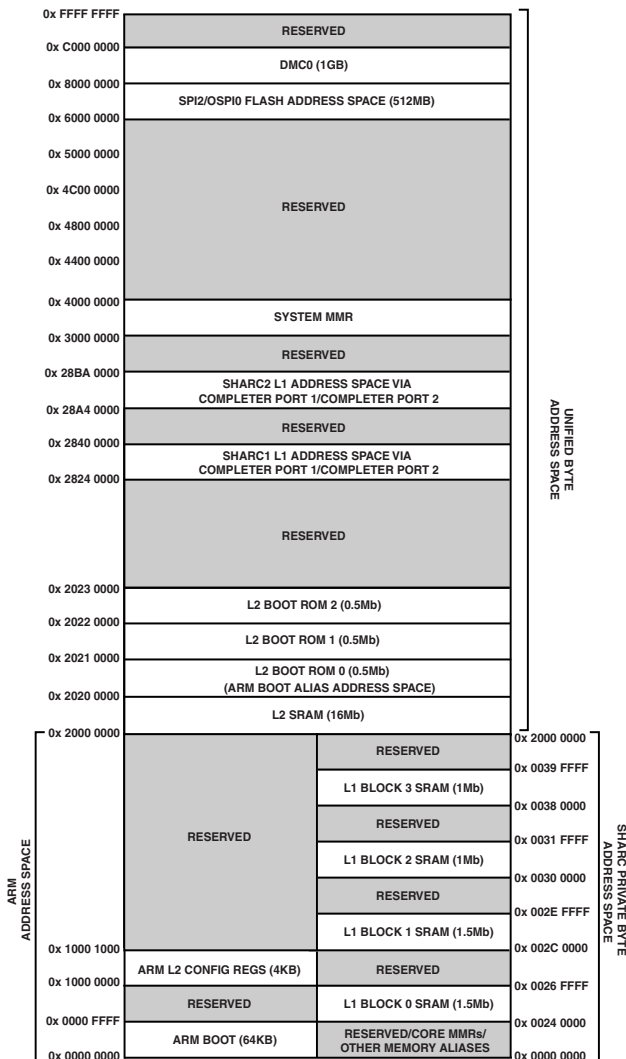 0x FFFF FFFF
RESERVED
0x C000 0000
DMC0 (1GB)
0x 8000 0000
SPI2/OSPI0 FLASH ADDRESS SPACE (512MB)
0x 6000 0000
0x 5000 0000
0x 4C00 0000
RESERVED
0x 4800 0000
0x 4400 0000
0x 4000 0000
SYSTEM MMR
0x 3000 0000
RESERVED
0x 28BA 0000
SHARC2 L1 ADDRESS SPACE VIA
COMPLETER PORT 1/COMPLETER PORT 2
0x 28A4 0000
RESERVED
0x 2840 0000
SHARC1 L1 ADDRESS SPACE VIA
COMPLETER PORT 1/COMPLETER PORT 2
0x 2824 0000
RESERVED
0x 2023 0000
L2 BOOT ROM 2 (0.5Mb)
0x 2022 0000
L2 BOOT ROM 1 (0.5Mb)
0x 2021 0000
L2 BOOT ROM 0 (0.5Mb)
(ARM BOOT ALIAS ADDRESS SPACE)
0x 2020 0000
L2 SRAM (16Mb)
0x 2000 0000
UNIFIED BYTE
ADDRESS SPACE
ARM
ADDRESS SPACE
RESERVED
0x 1000 1000
ARM L2 CONFIG REGS (4KB)
0x 1000 0000
RESERVED
0x 0000 FFFF
ARM BOOT (64KB)
0x 0000 0000
0x 2000 0000
RESERVED
0x 0039 FFFF
L1 BLOCK 3 SRAM (1Mb)
0x 0038 0000
RESERVED
0x 0031 FFFF
L1 BLOCK 2 SRAM (1Mb)
0x 0030 0000
RESERVED
0x 002E FFFF
L1 BLOCK 1 SRAM (1.5Mb)
0x 002C 0000
RESERVED
0x 0026 FFFF
L1 BLOCK 0 SRAM (1.5Mb)
0x 0024 0000
RESERVED/CORE MMRs/
OTHER MEMORY ALIASES
0x 0000 0000
SHARC PRIVATE BYTE
ADDRESS SPACE